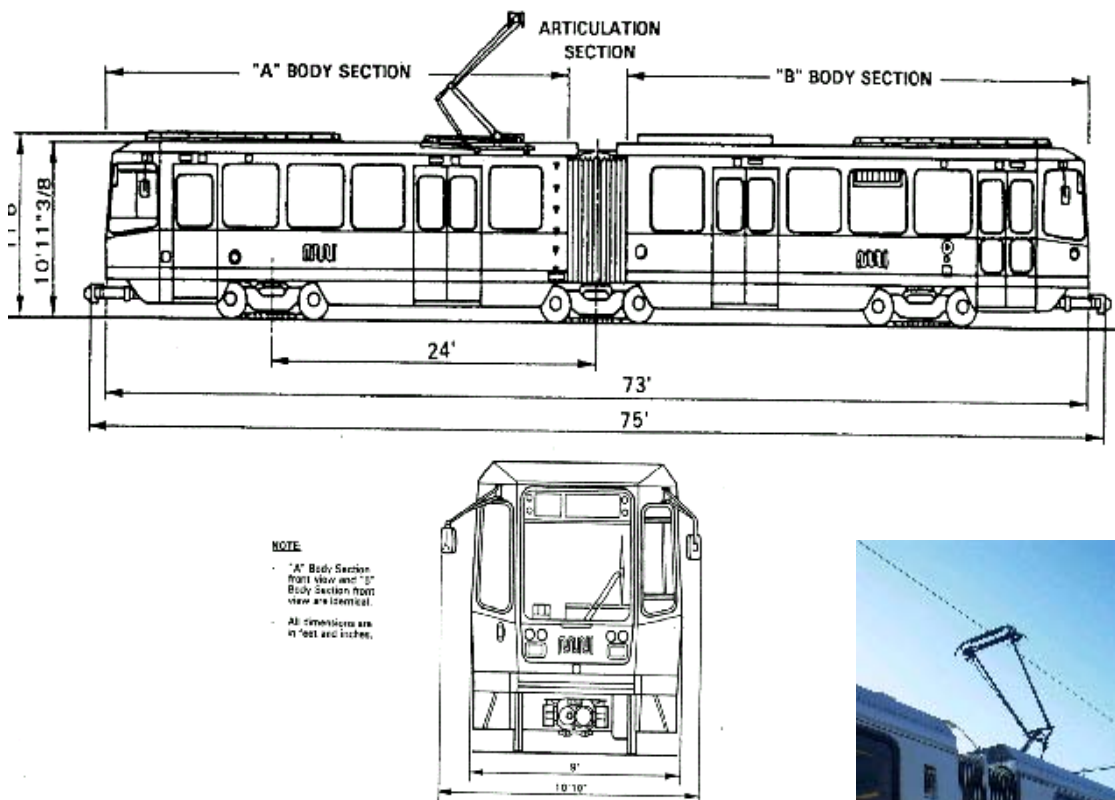 ARTICULATION
SECTION
"A" BODY SECTION
"B" BODY SECTION
10' 11" 3/8
24'
73'
75'
NOTE:
- "A" Body Section
front view and "B"
Body Section front
view are identical.
- All dimensions are
in feet and inches.
9'
10'10"